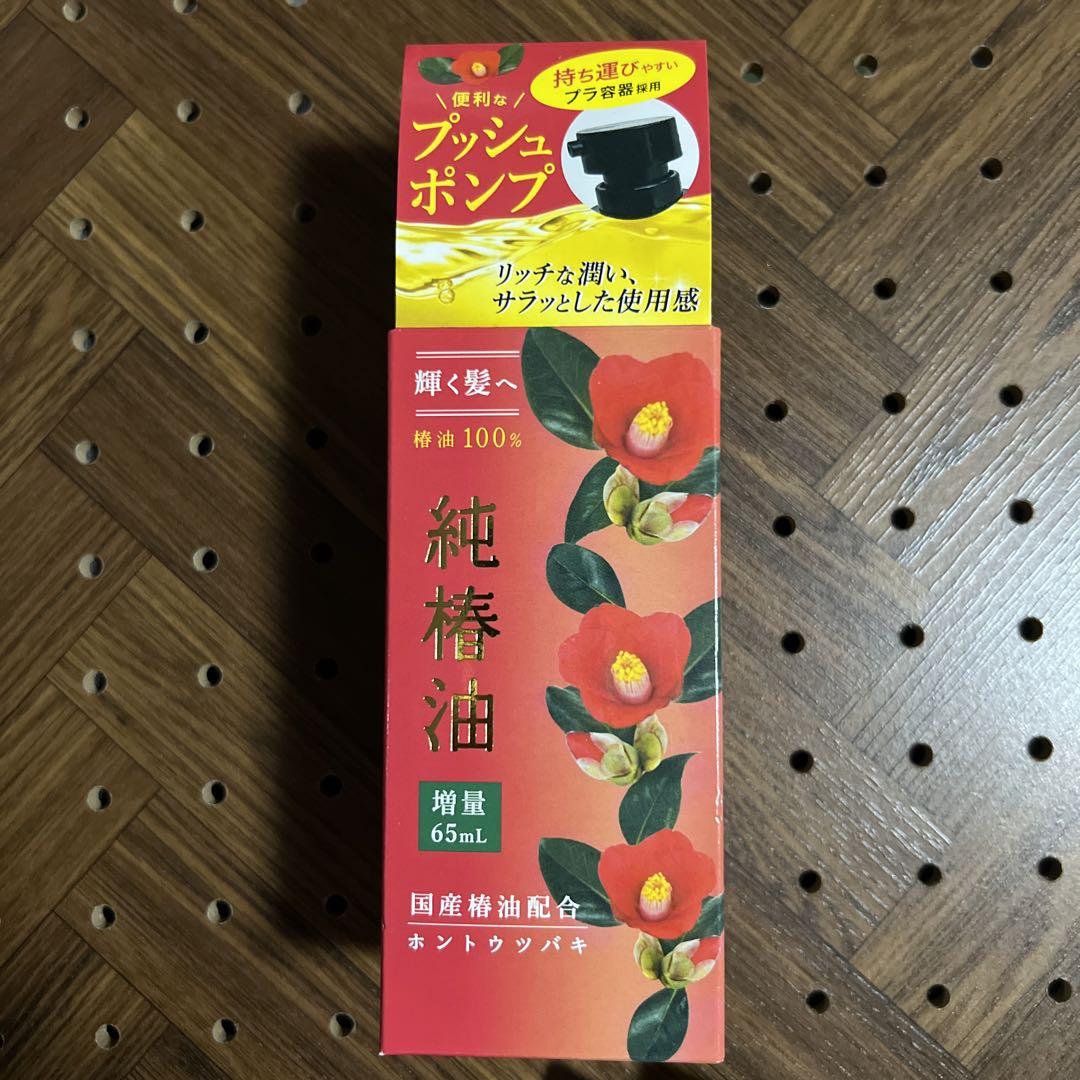 持ち運びやすい
プラ容器採用
\便利な/
プッシュ
ポンプ
リッチな潤い、
サラッとした使用感
輝く髪へ
椿油100%
純椿油
増量
65mL
国産椿油配合
ホントウツバキ